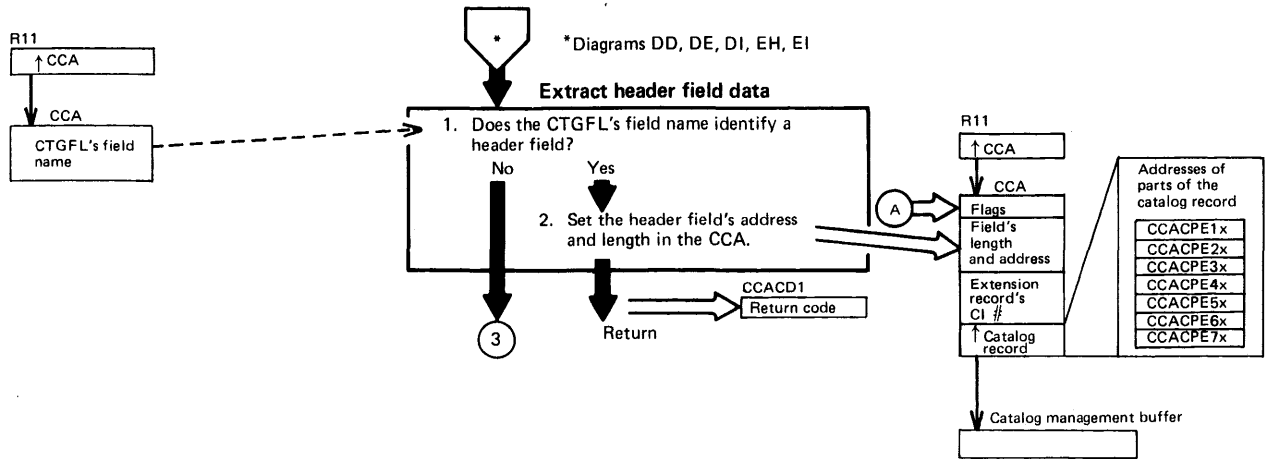 R11
↑ CCA
CCA
CTGFL's field
name
*
*Diagrams DD, DE, DI, EH, EI
Extract header field data
1. Does the CTGFL's field name identify a
header field?
No
Yes
2. Set the header field's address
and length in the CCA.
3
Return
CCACD1
Return code
A
R11
↑ CCA
CCA
Flags
Field's
length
and address
Extension
record's
CI #
↑ Catalog
record
Addresses of
parts of the
catalog record
CCACPE1x
CCACPE2x
CCACPE3x
CCACPE4x
CCACPE5x
CCACPE6x
CCACPE7x
Catalog management buffer